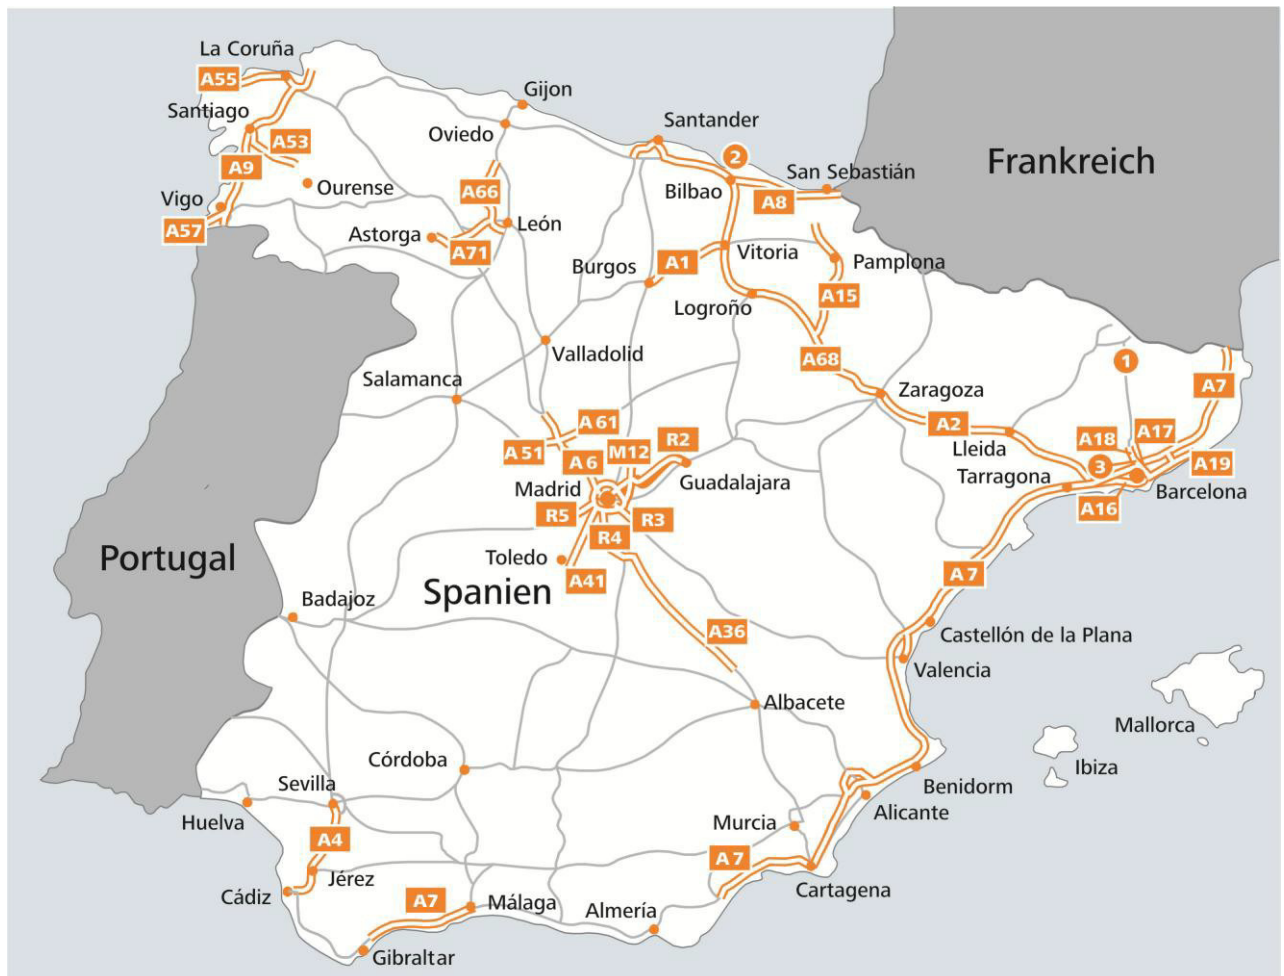 La Coruña
A55
Gijon
Santiago
Oviedo
Santander
A53
2
Frankreich
A9
Bilbao
San Sebastián
Ourense
A66
A8
Vigo
A57
León
Astorga
A71
Burgos
A1
Vitoria
Pamplona
Logroño
A15
Valladolid
A68
1
Salamanca
Zaragoza
A7
A61
A2
A51
M12
R2
Lleida
A18
A17
A6
3
A19
Madrid
Guadalajara
Tarragona
Barcelona
R5
R3
A16
R4
Portugal
Toledo
A41
Spanien
A7
Badajoz
A36
Castellón de la Plana
Valencia
Albacete
Mallorca
Córdoba
Ibiza
Sevilla
Benidorm
Huelva
Alicante
Murcia
A4
A7
Jérez
Cartagena
Cádiz
A7
Málaga
Almería
Gibraltar